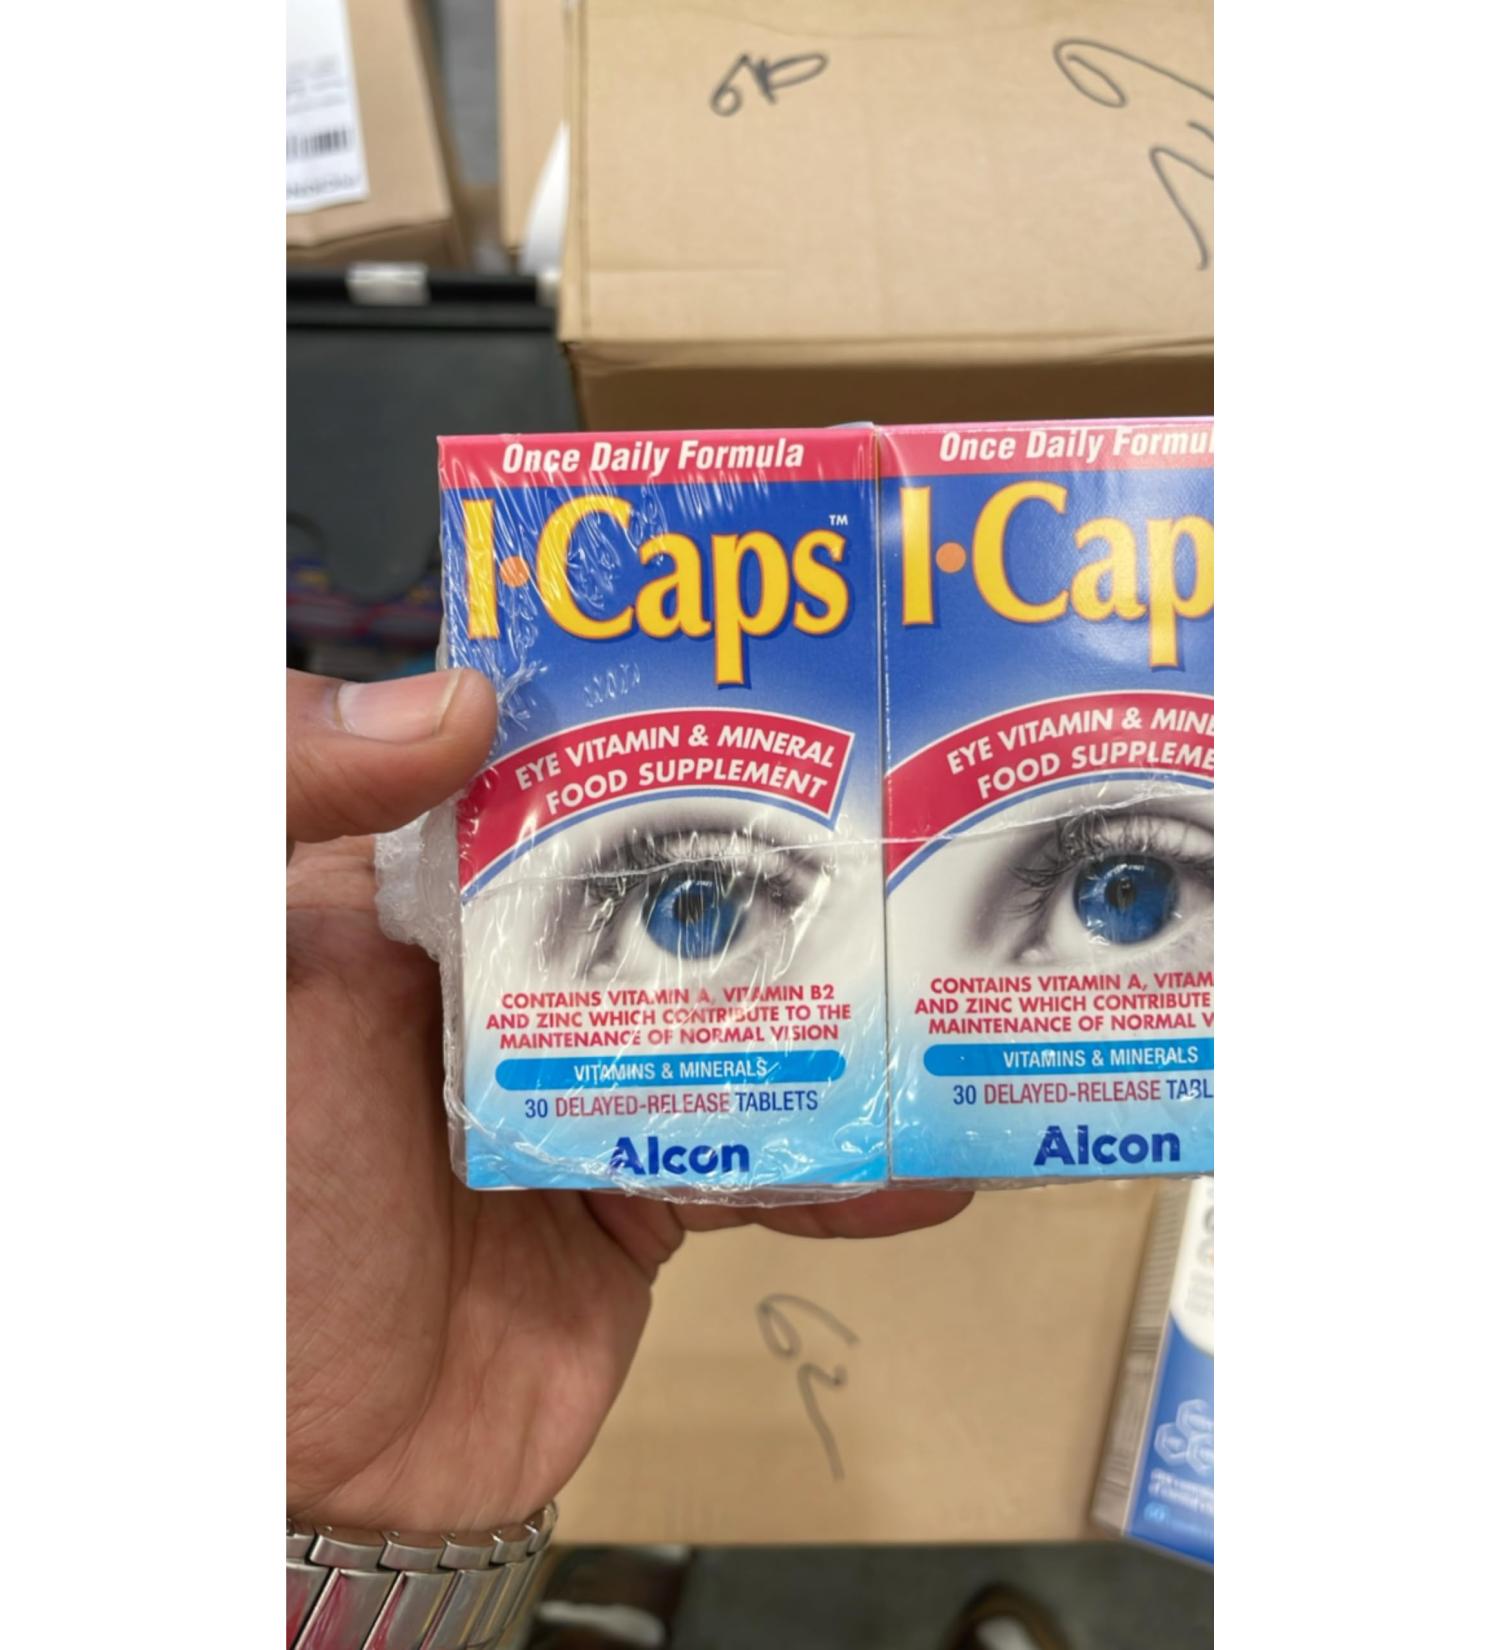 Once Daily Formula
I·Caps™
EYE VITAMIN & MINERAL
FOOD SUPPLEMENT
CONTAINS VITAMIN A, VITAMIN B2
AND ZINC WHICH CONTRIBUTE TO THE
MAINTENANCE OF NORMAL VISION
VITAMINS & MINERALS
30 DELAYED-RELEASE TABLETS
Alcon
Once Daily Formul
I·Cap
EYE VITAMIN & MINE
FOOD SUPPLEME
CONTAINS VITAMIN A, VITAM
AND ZINC WHICH CONTRIBUTE
MAINTENANCE OF NORMAL V
VITAMINS & MINERALS
30 DELAYED-RELEASE TABL
Alcon